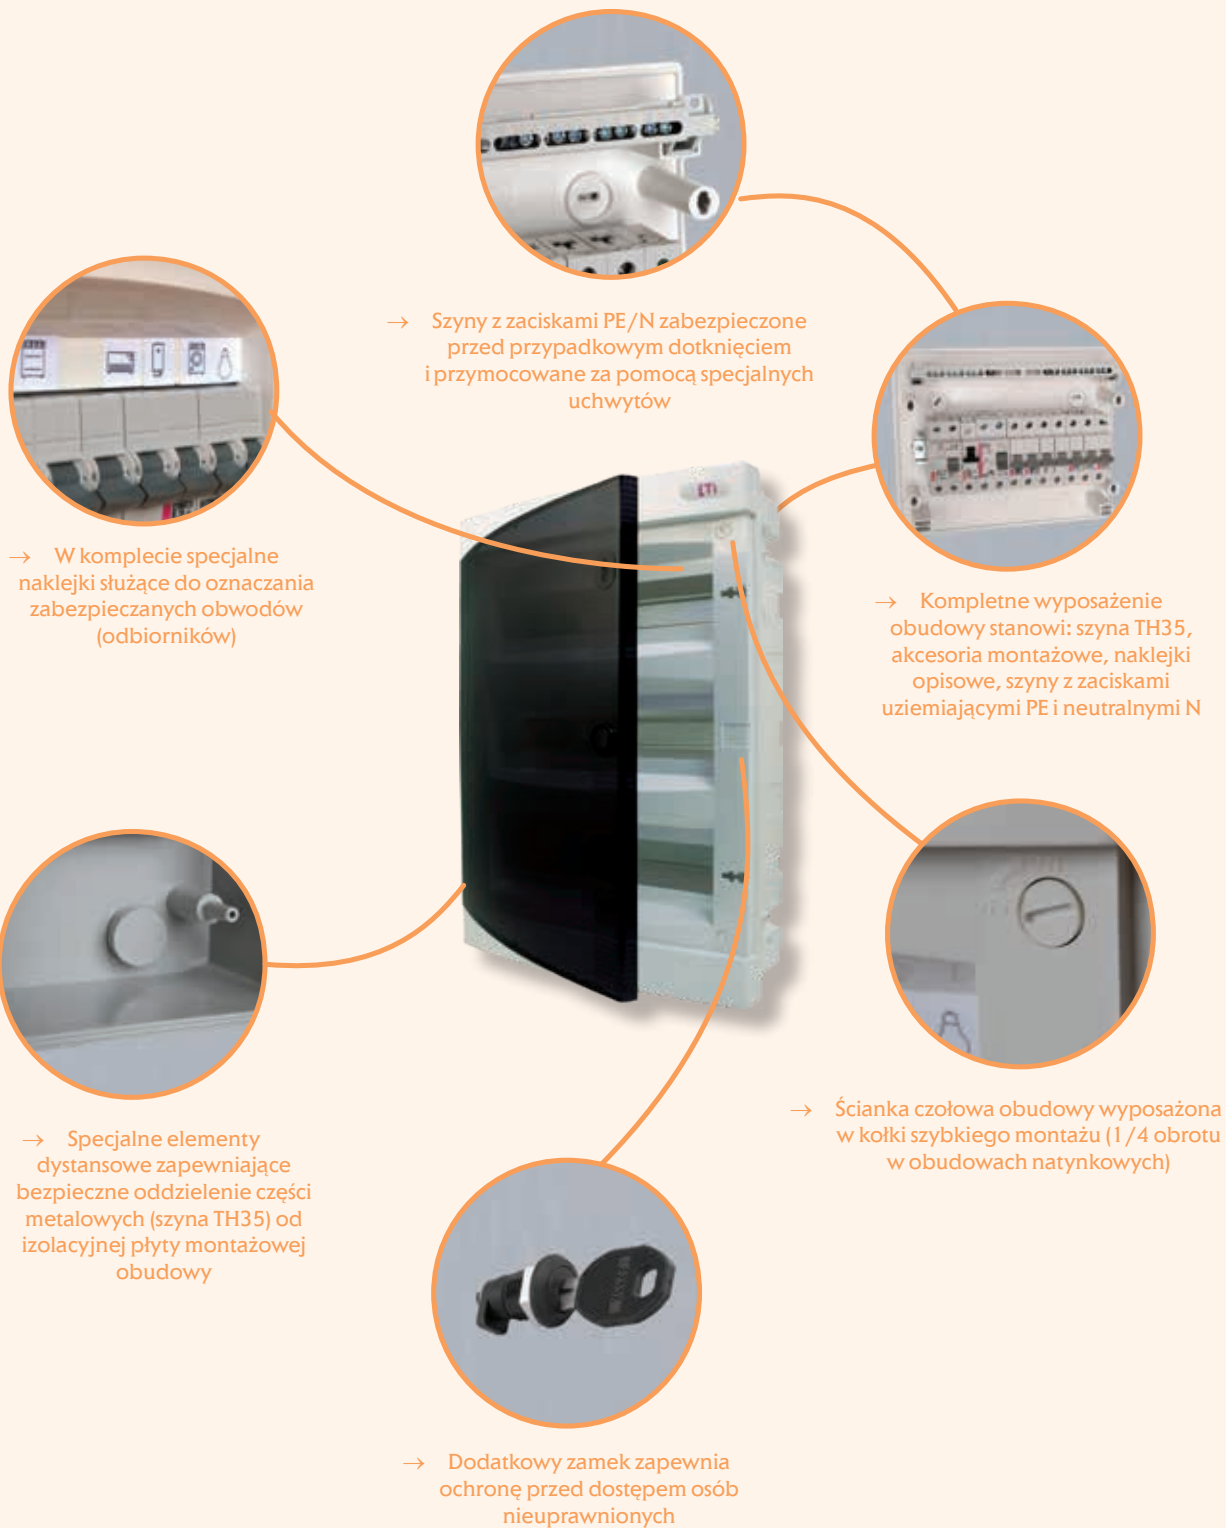 → Szyny z zaciskami PE/N zabezpieczone
przed przypadkowym dotknięciem
i przymocowane za pomocą specjalnych
uchwytów
→ W komplecie specjalne
naklejki służące do oznaczania
zabezpieczanych obwodów
(odbiorników)
ETI
→ Kompletne wyposażenie
obudowy stanowi: szyna TH35,
akcesoria montażowe, naklejki
opisowe, szyny z zaciskami
uziemiającymi PE i neutralnymi N
→ Specjalne elementy
dystansowe zapewniające
bezpieczne oddzielenie części
metalowych (szyna TH35) od
izolacyjnej płyty montażowej
obudowy
→ Ścianka czołowa obudowy wyposażona
w kołki szybkiego montażu (1/4 obrotu
w obudowach natynkowych)
→ Dodatkowy zamek zapewnia
ochronę przed dostępem osób
nieuprawnionych